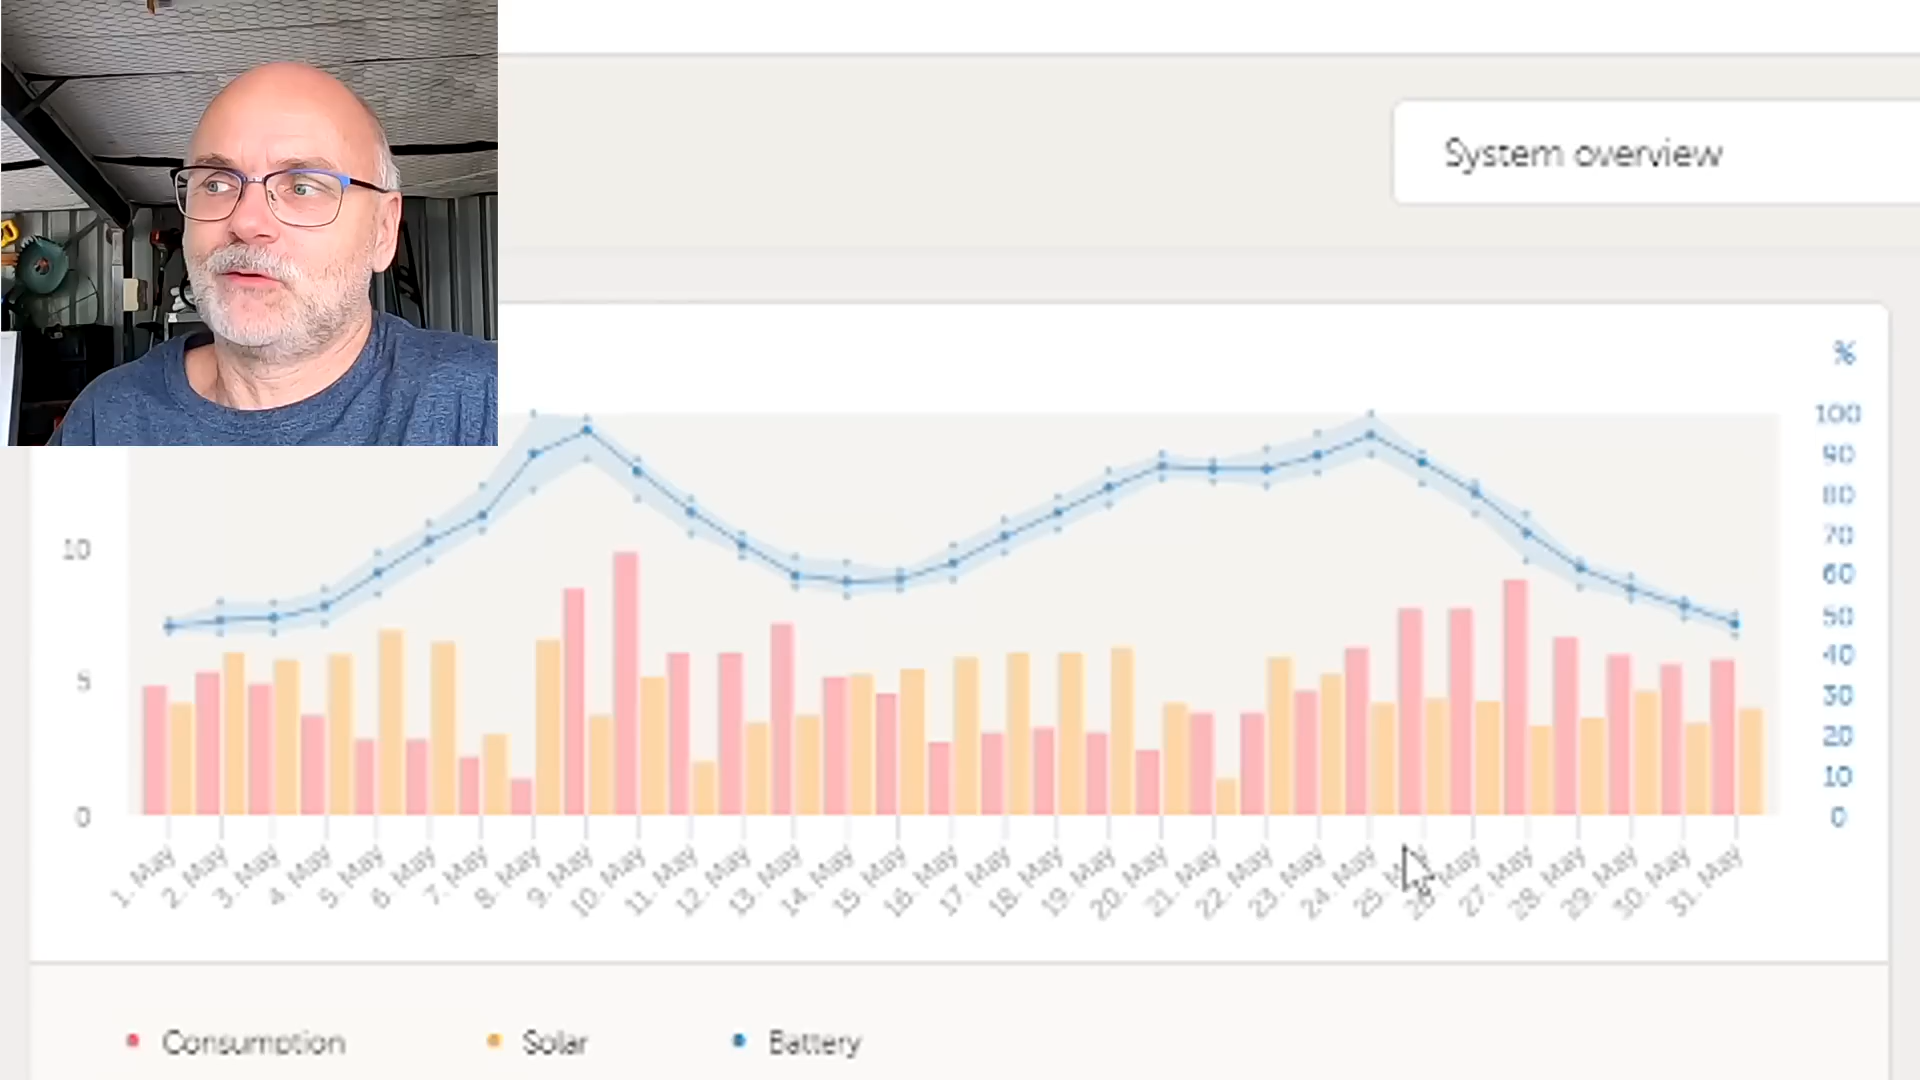 System overview
%
100
90
80
70
60
50
40
30
20
10
0
10
5
0
1. May
2. May
3. May
4. May
5. May
6. May
7. May
8. May
9. May
10. May
11. May
12. May
13. May
14. May
15. May
16. May
17. May
18. May
19. May
20. May
21. May
22. May
23. May
24. May
25.
26. May
27. May
28. May
29. May
30. May
31. May
Consumption
Solar
Battery